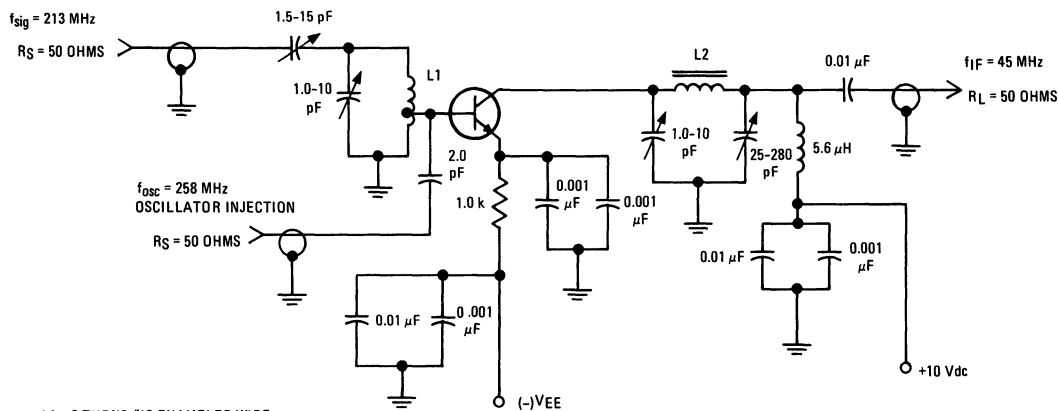 fsig = 213 MHz
RS = 50 OHMS
1.5–15 pF
1.0–10
pF
L1
2.0
pF
fosc = 258 MHz
OSCILLATOR INJECTION
RS = 50 OHMS
1.0 k
0.001
µF
0.001
µF
0.01 µF
0 .001
µF
(–)VEE
L2
1.0–10
pF
25–280
pF
0.01 µF
5.6 µH
fIF = 45 MHz
RL = 50 OHMS
0.01 µF
0.001
µF
+10 Vdc